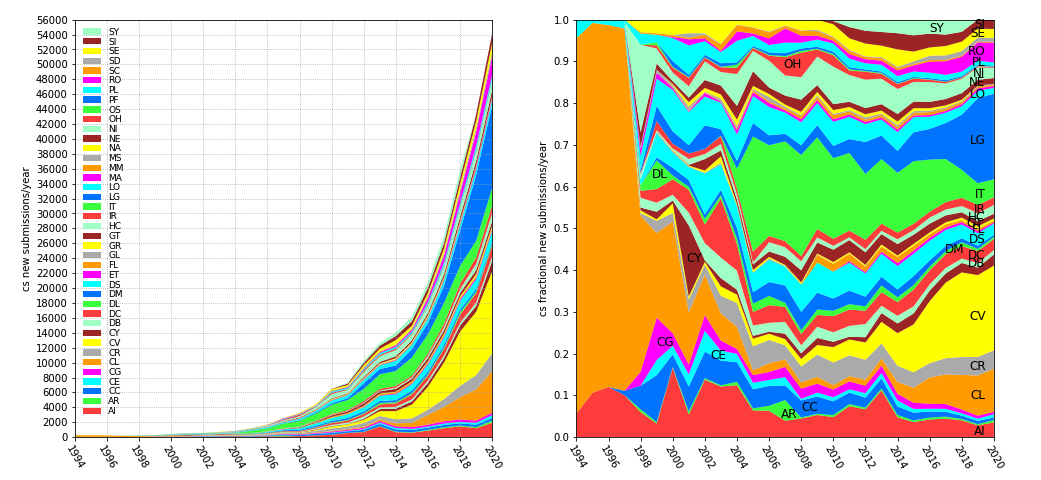 cs new submissions/year
56000
54000
52000
50000
48000
46000
44000
42000
40000
38000
36000
34000
32000
30000
28000
26000
24000
22000
20000
18000
16000
14000
12000
10000
8000
6000
4000
2000
0
SY
SI
SE
SD
SC
RO
PL
PF
OS
OH
NI
NE
NA
MS
MM
MA
LO
LG
IT
IR
HC
GT
GR
GL
FL
ET
DS
DM
DL
DC
DB
CY
CV
CR
CL
CG
CE
CC
AR
AI
1994
1996
1998
2000
2002
2004
2006
2008
2010
2012
2014
2016
2018
2020
cs fractional new submissions/year
1.0
0.9
0.8
0.7
0.6
0.5
0.4
0.3
0.2
0.1
0.0
SI
SY
SE
RO
PL
OH
NI
NE
LO
LG
DL
IT
IR
HC
DS
DM
DC
CY
DB
CV
CG
CE
CR
CL
CC
AR
AI
1994
1996
1998
2000
2002
2004
2006
2008
2010
2012
2014
2016
2018
2020